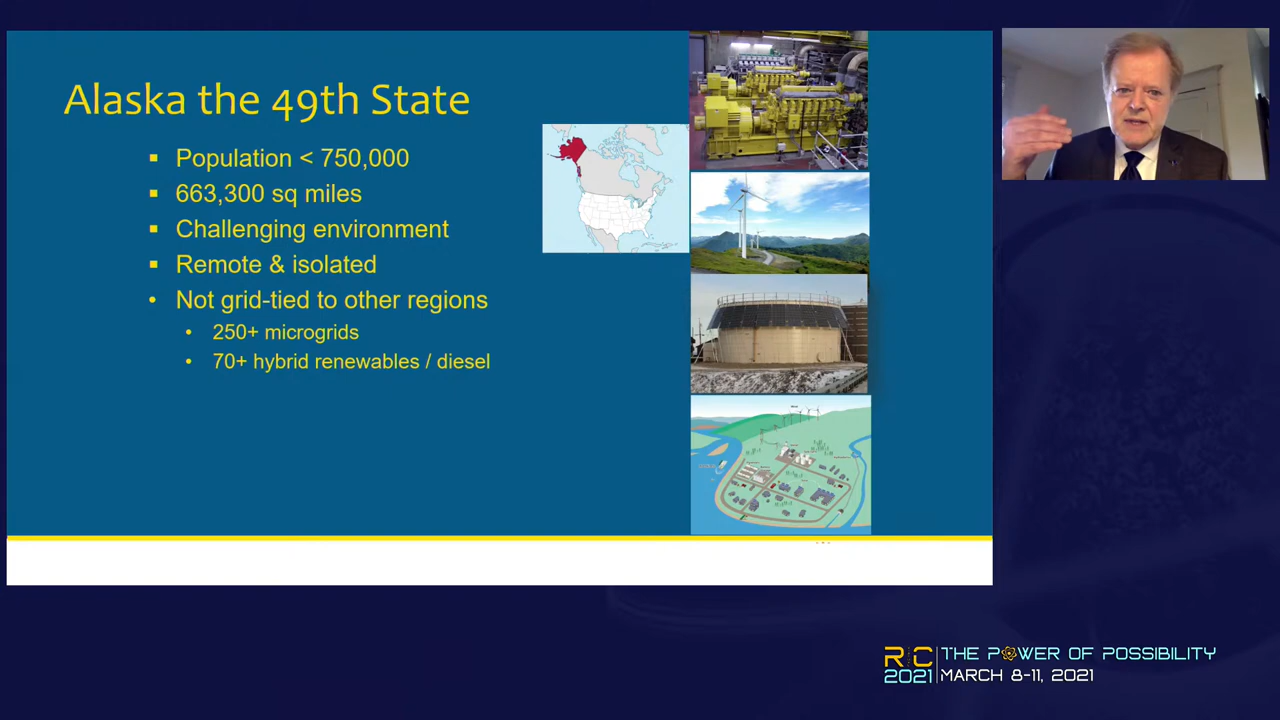 Alaska the 49th State
▪ Population < 750,000
▪ 663,300 sq miles
▪ Challenging environment
▪ Remote & isolated
• Not grid-tied to other regions
• 250+ microgrids
• 70+ hybrid renewables / diesel
RIC 2021
THE POWER OF POSSIBILITY
MARCH 8-11, 2021